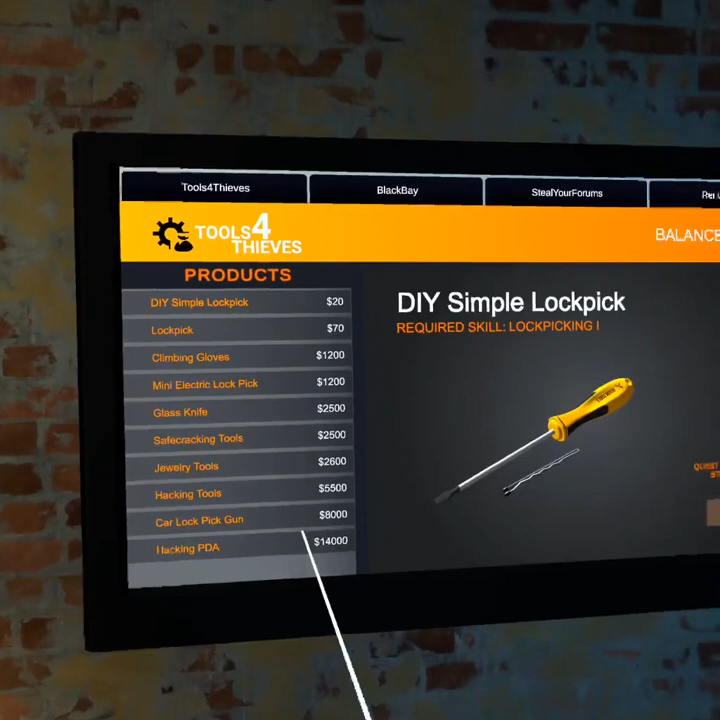 Tools4Thieves
BlackBay
StealYourForums
TOOLS4
THIEVES
BALANCE
PRODUCTS
DIY Simple Lockpick $20
Lockpick $70
Climbing Gloves $1200
Mini Electric Lock Pick $1200
Glass Knife $2500
Safecracking Tools $2500
Jewelry Tools $2600
Hacking Tools $5500
Car Lock Pick Gun $8000
Hacking PDA $14000
DIY Simple Lockpick
REQUIRED SKILL: LOCKPICKING I